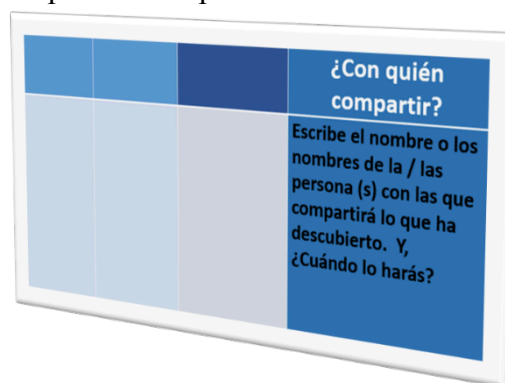 ¿Con quién
compartir?
Escribe el nombre o los
nombres de la / las
persona (s) con las que
compartirá lo que ha
descubierto. Y,
¿Cuándo lo harás?